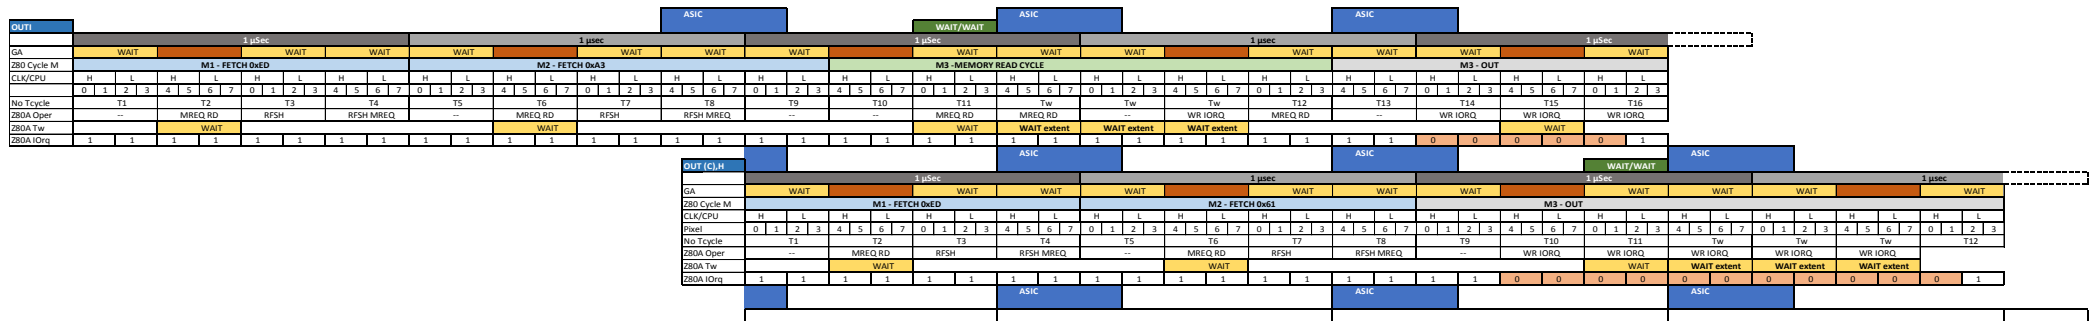 ASIC ASIC ASIC
OUTI WAIT/WAIT
1 µSec 1 µsec 1 µSec 1 µsec 1 µSec
GA WAIT WAIT WAIT WAIT WAIT WAIT WAIT WAIT WAIT WAIT WAIT WAIT WAIT WAIT
Z80 Cycle M M1 - FETCH 0xED M2 - FETCH 0xA3 M3 -MEMORY READ CYCLE M3 - OUT
CLK/CPU H L H L H L H L H L H L H L H L H L H L H L H L H L H L H L H L H L H L H L
0 1 2 3 4 5 6 7 0 1 2 3 4 5 6 7 0 1 2 3 4 5 6 7 0 1 2 3 4 5 6 7 0 1 2 3 4 5 6 7 0 1 2 3 4 5 6 7 0 1 2 3 4 5 6 7 0 1 2 3 4 5 6 7 0 1 2 3 4 5 6 7 0 1 2 3
No Tcycle T1 T2 T3 T4 T5 T6 T7 T8 T9 T10 T11 Tw Tw Tw T12 T13 T14 T15 T16
Z80A Oper -- MREQ RD RFSH RFSH MREQ -- MREQ RD RFSH RFSH MREQ -- -- MREQ RD MREQ RD -- WR IORQ MREQ RD -- WR IORQ WR IORQ WR IORQ
Z80A Tw WAIT WAIT WAIT WAIT extent WAIT extent WAIT extent WAIT
Z80A IOrq 1 1 1 1 1 1 1 1 1 1 1 1 1 1 1 1 1 1 1 1 1 1 1 1 1 1 1 1 1 1 1 1 0 0 0 0 0 1
ASIC ASIC ASIC
OUT (C),H WAIT/WAIT
1 µSec 1 µsec 1 µSec 1 µsec
GA WAIT WAIT WAIT WAIT WAIT WAIT WAIT WAIT WAIT WAIT WAIT
Z80 Cycle M M1 - FETCH 0xED M2 - FETCH 0x61 M3 - OUT
CLK/CPU H L H L H L H L H L H L H L H L H L H L H L H L H L H L H L
Pixel 0 1 2 3 4 5 6 7 0 1 2 3 4 5 6 7 0 1 2 3 4 5 6 7 0 1 2 3 4 5 6 7 0 1 2 3 4 5 6 7 0 1 2 3 4 5 6 7 0 1 2 3 4 5 6 7 0 1 2 3
No Tcycle T1 T2 T3 T4 T5 T6 T7 T8 T9 T10 T11 Tw Tw Tw T12
Z80A Oper -- MREQ RD RFSH RFSH MREQ -- MREQ RD RFSH RFSH MREQ -- WR IORQ WR IORQ WR IORQ WR IORQ WR IORQ
Z80A Tw WAIT WAIT WAIT WAIT extent WAIT extent WAIT extent
Z80A IOrq 1 1 1 1 1 1 1 1 1 1 1 1 1 1 1 1 1 1 0 0 0 0 0 0 0 0 0 0 0 1
ASIC ASIC ASIC